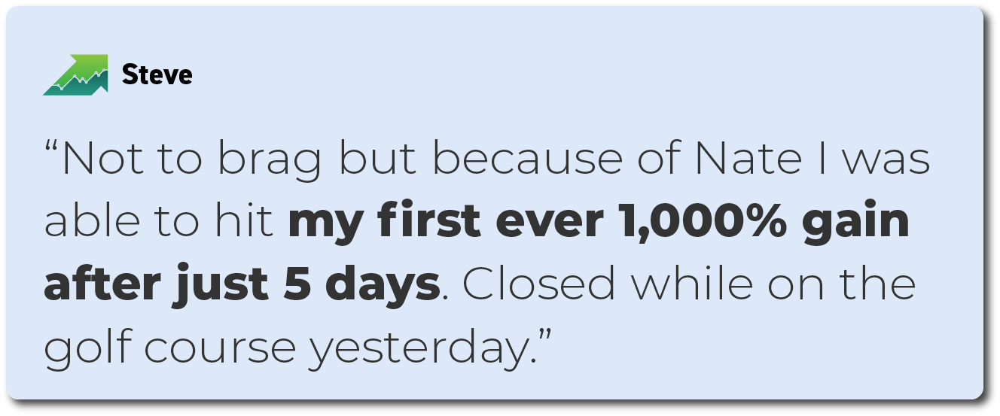 Steve
“Not to brag but because of Nate I was
able to hit my first ever 1,000% gain
after just 5 days. Closed while on the
golf course yesterday.”